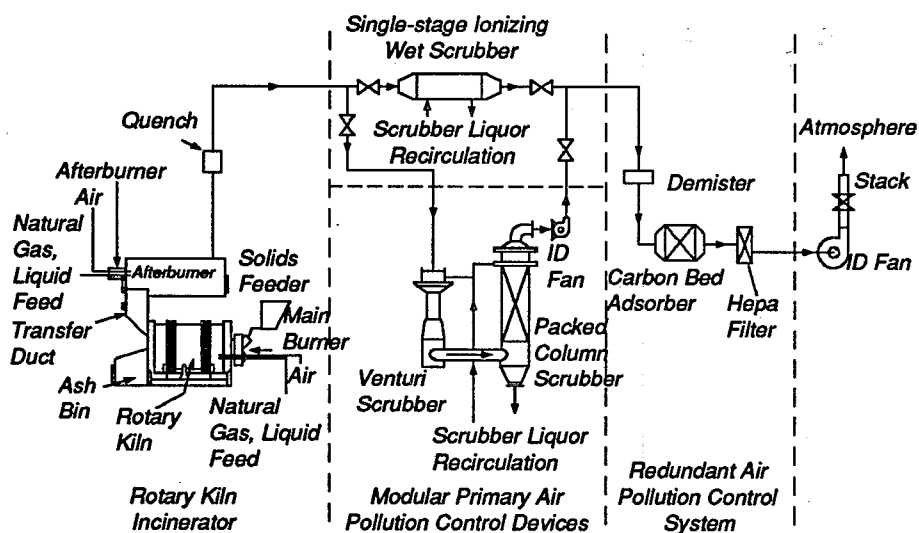 Single-stage Ionizing
Wet Scrubber
Quench
Scrubber Liquor
Recirculation
Atmosphere
Stack
Afterburner
Air
Natural
Gas,
Liquid
Feed
Afterburner
Solids
Feeder
Demister
ID
Fan
ID Fan
Carbon Bed
Adsorber
Hepa
Filter
Transfer
Duct
Main
Burner
Air
Packed
Column
Scrubber
Ash
Bin
Rotary
Kiln
Natural
Gas, Liquid
Feed
Venturi
Scrubber
Scrubber Liquor
Recirculation
Rotary Kiln
Incinerator
Modular Primary Air
Pollution Control Devices
Redundant Air
Pollution Control
System